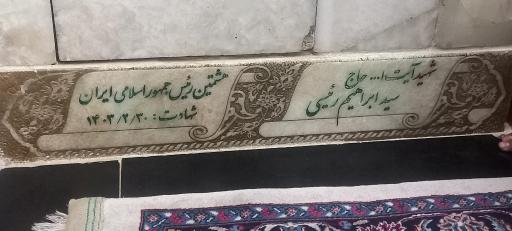 شهید آیت ا... حاج
سید ابراهیم رئیسی
هشتمین رئیس جمهور اسلامی ایران
شهادت: ۱۴۰۳/۲/۳۰